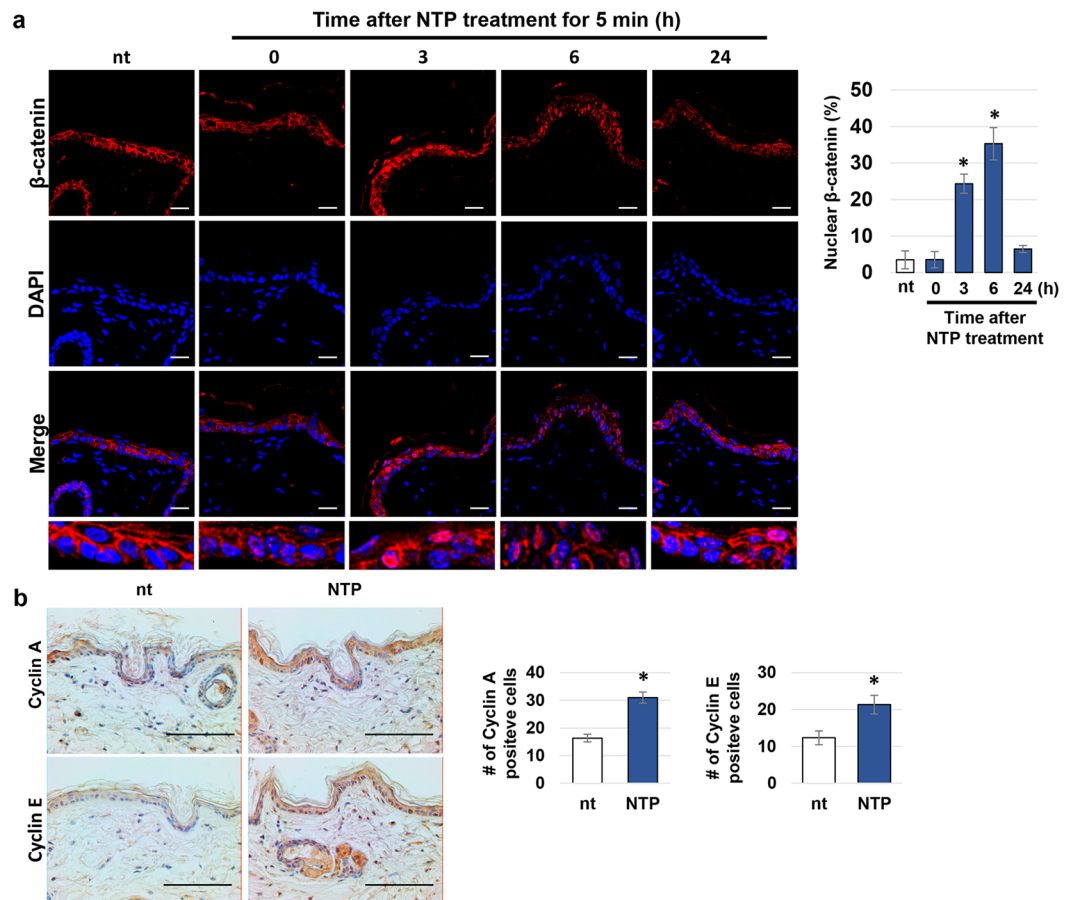 a
Time after NTP treatment for 5 min (h)
nt 0 3 6 24
β-catenin
DAPI
Merge
Nuclear β-catenin (%)
50
40
30
20
10
0
nt 0 3 6 24 (h)
* *
Time after
NTP treatment
b
nt NTP
Cyclin A
Cyclin E
# of Cyclin A
positeve cells
40
30
20
10
0
*
nt NTP
# of Cyclin E
positeve cells
30
20
10
0
*
nt NTP